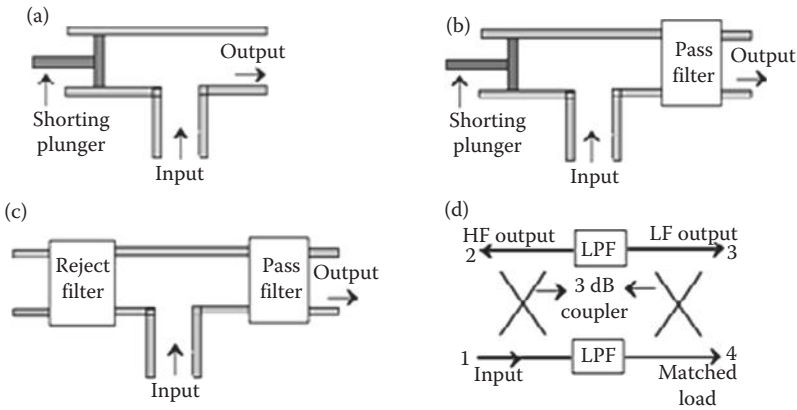 (a)
Output
Shorting
plunger
Input
(b)
Pass
filter
Output
Shorting
plunger
Input
(c)
Reject
filter
Pass
filter
Output
Input
(d)
HF output
LPF
LF output
2
3
3 dB
coupler
1
LPF
4
Input
Matched
load